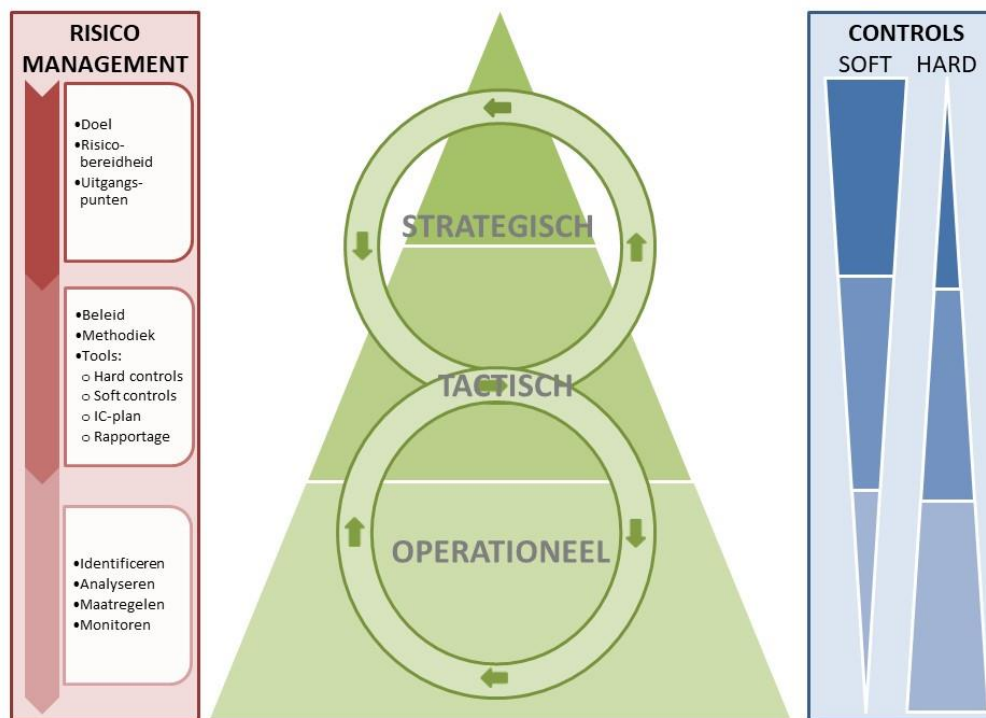 RISICO
MANAGEMENT
•Doel
•Risico-
bereidheid
•Uitgangs-
punten
•Beleid
•Methodiek
•Tools:
o Hard controls
o Soft controls
o IC-plan
o Rapportage
•Identificeren
•Analyseren
•Maatregelen
•Monitoren
STRATEGISCH
TACTISCH
OPERATIONEEL
CONTROLS
SOFT HARD